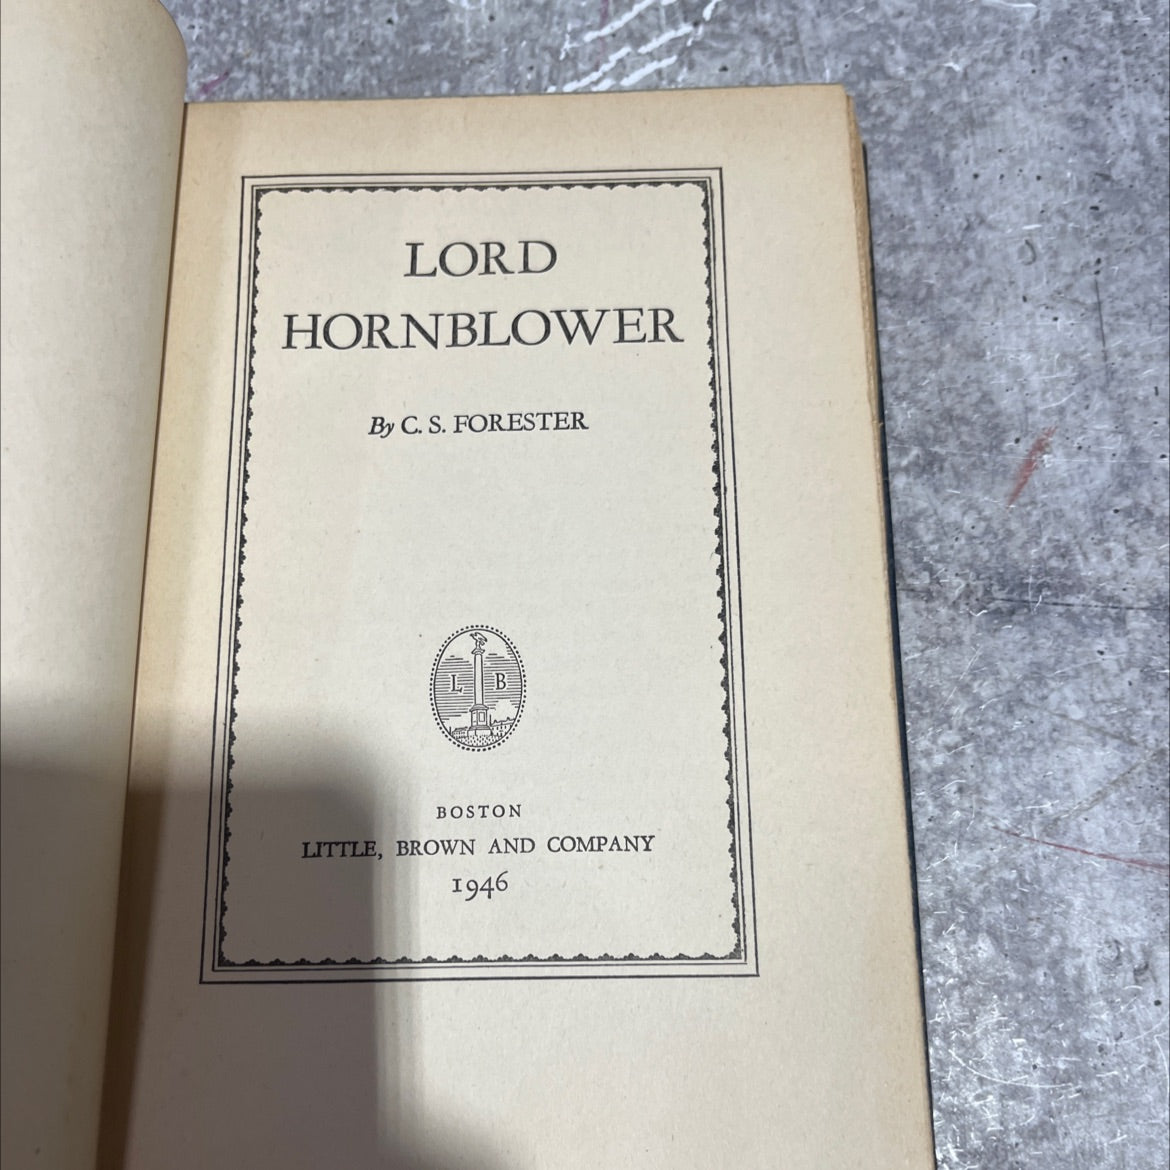 LORD
HORNBLOWER
By C. S. FORESTER
L B
BOSTON
LITTLE, BROWN AND COMPANY
1946